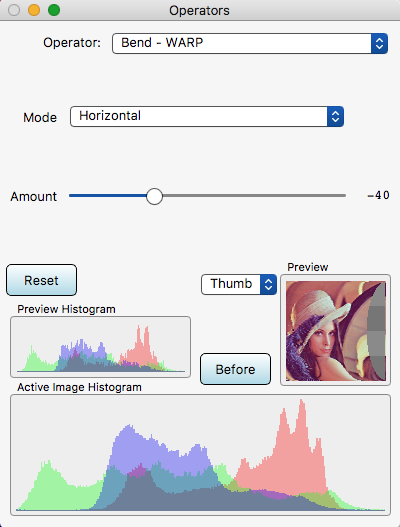 Operators
Operator: Bend - WARP
Mode Horizontal
Amount -40
Reset Thumb Preview
Preview Histogram
Before
Active Image Histogram